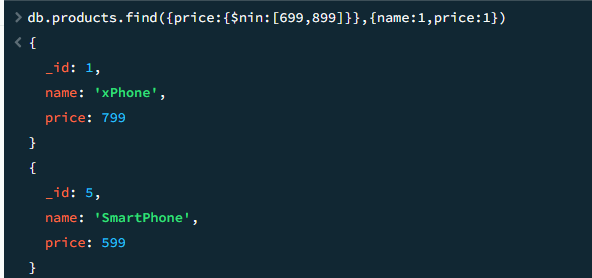 > db.products.find({price:{$nin:[699,899]}},{name:1,price:1})
< {
_id: 1,
name: 'xPhone',
price: 799
}
{
_id: 5,
name: 'SmartPhone',
price: 599
}